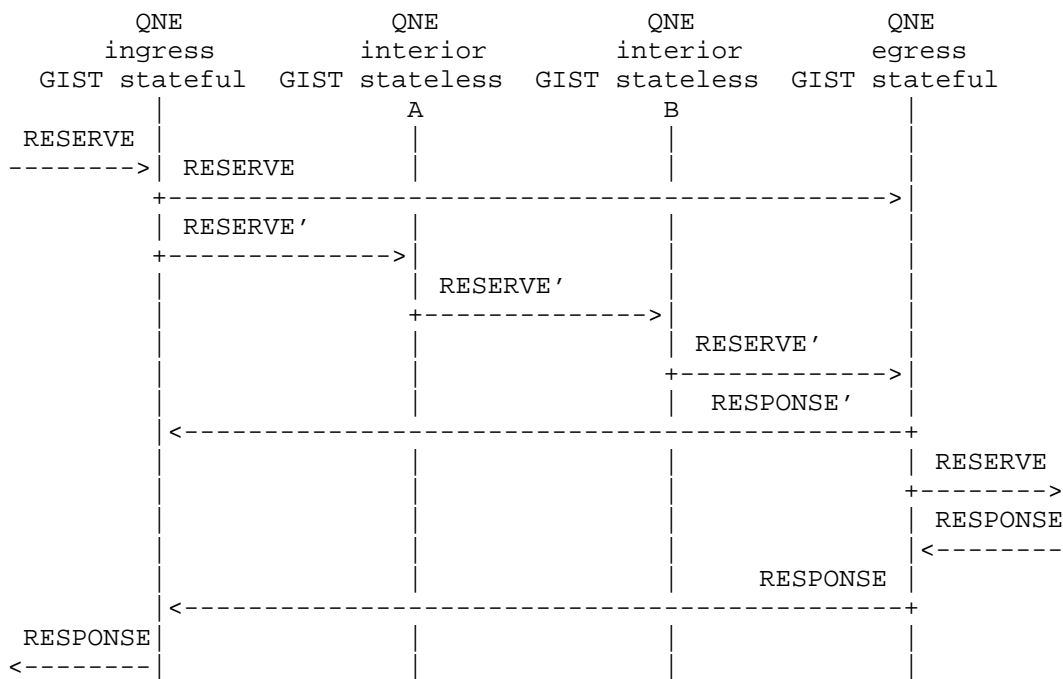 QNE QNE QNE QNE
ingress interior interior egress
GIST stateful GIST stateless GIST stateless GIST stateful
A B
RESERVE
RESERVE
RESERVE'
RESERVE'
RESERVE'
RESPONSE'
RESERVE
RESPONSE
RESPONSE
RESPONSE